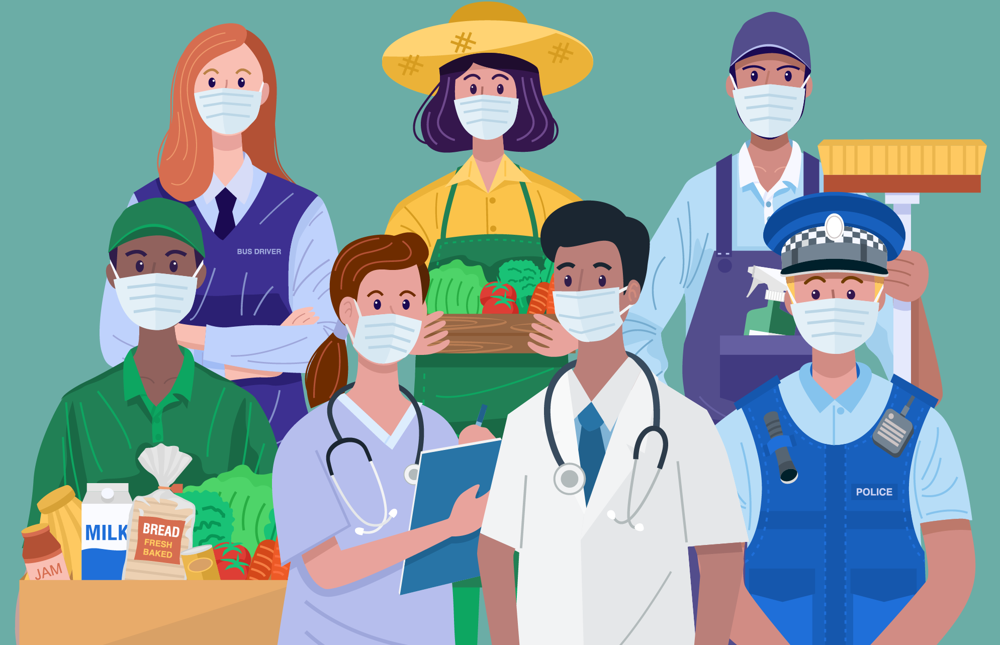 BUS DRIVER
POLICE
MILK
BREAD
FRESH
BAKED
JAM